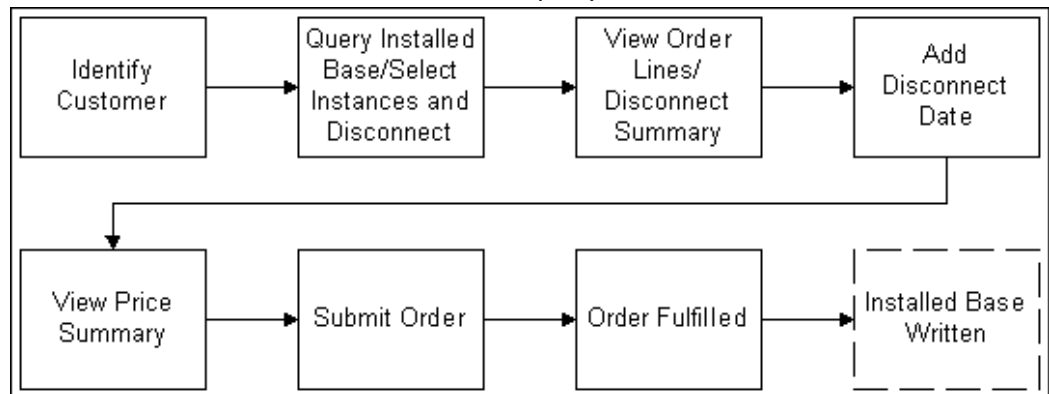 Identify
Customer
Query Installed
Base/Select
Instances and
Disconnect
View Order
Lines/
Disconnect
Summary
Add
Disconnect
Date
View Price
Summary
Submit Order
Order Fulfilled
Installed Base
Written